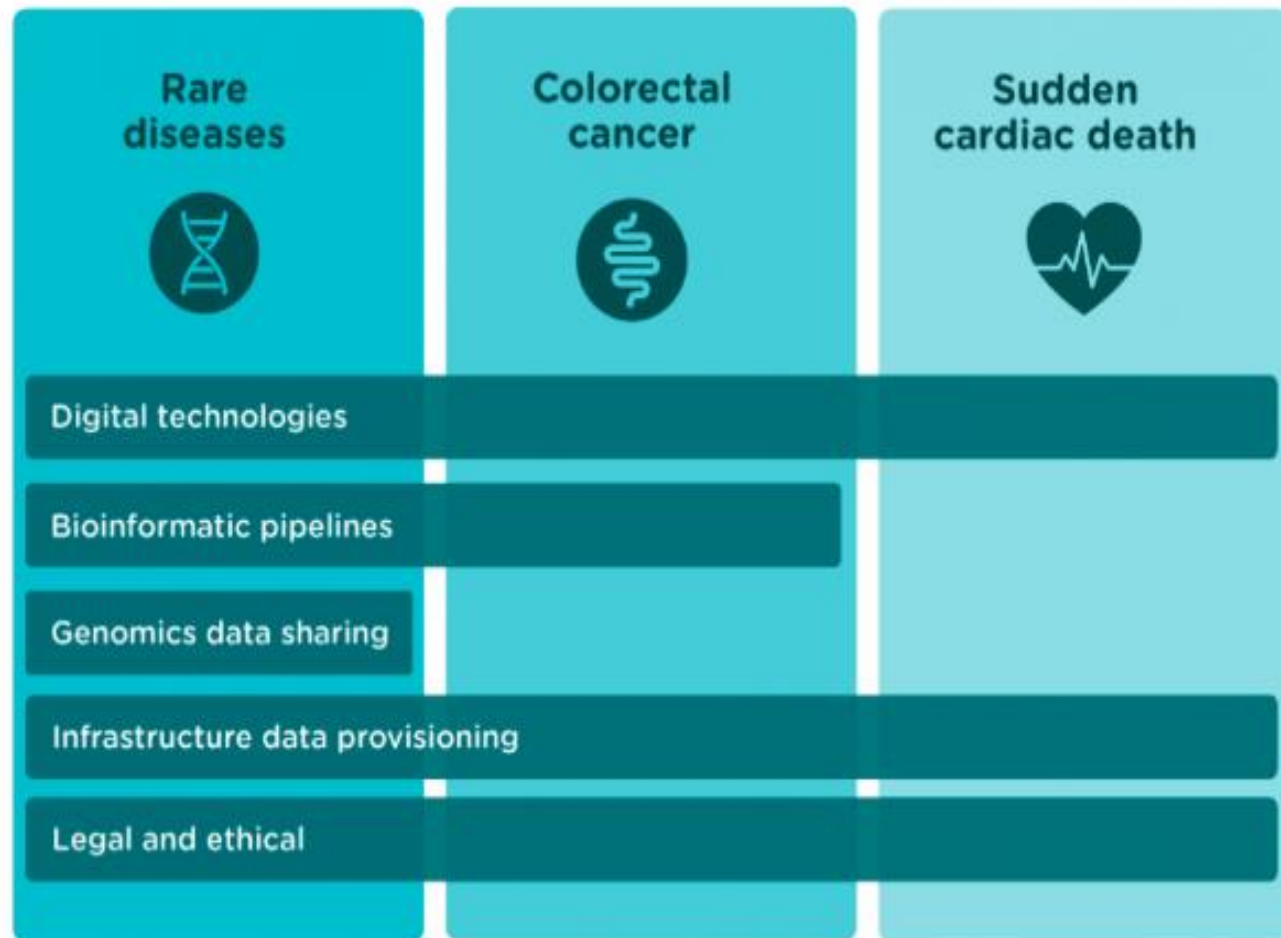 Rare
diseases
Colorectal
cancer
Sudden
cardiac death
Digital technologies
Bioinformatic pipelines
Genomics data sharing
Infrastructure data provisioning
Legal and ethical